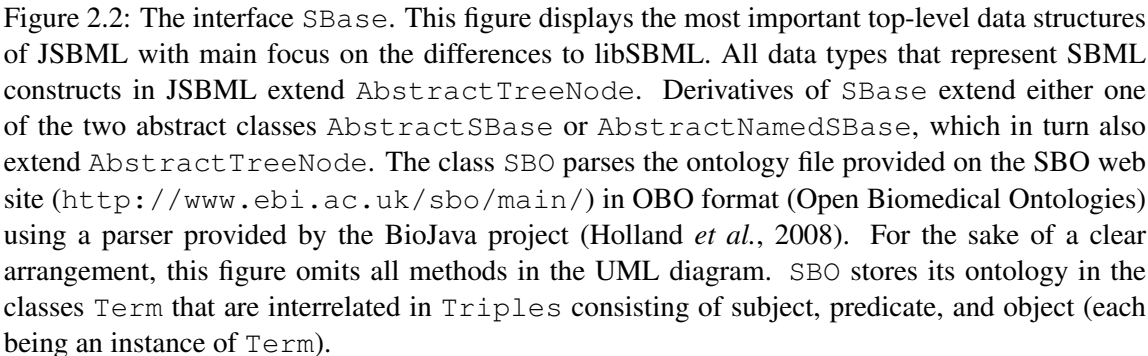 Figure 2.2: The interface SBase. This figure displays the most important top-level data structures
of JSBML with main focus on the differences to libSBML. All data types that represent SBML
constructs in JSBML extend AbstractTreeNode. Derivatives of SBase extend either one
of the two abstract classes AbstractSBase or AbstractNamedSBase, which in turn also
extend AbstractTreeNode. The class SBO parses the ontology file provided on the SBO web
site (http://www.ebi.ac.uk/sbo/main/) in OBO format (Open Biomedical Ontologies)
using a parser provided by the BioJava project (Holland et al., 2008). For the sake of a clear
arrangement, this figure omits all methods in the UML diagram. SBO stores its ontology in the
classes Term that are interrelated in Triples consisting of subject, predicate, and object (each
being an instance of Term).